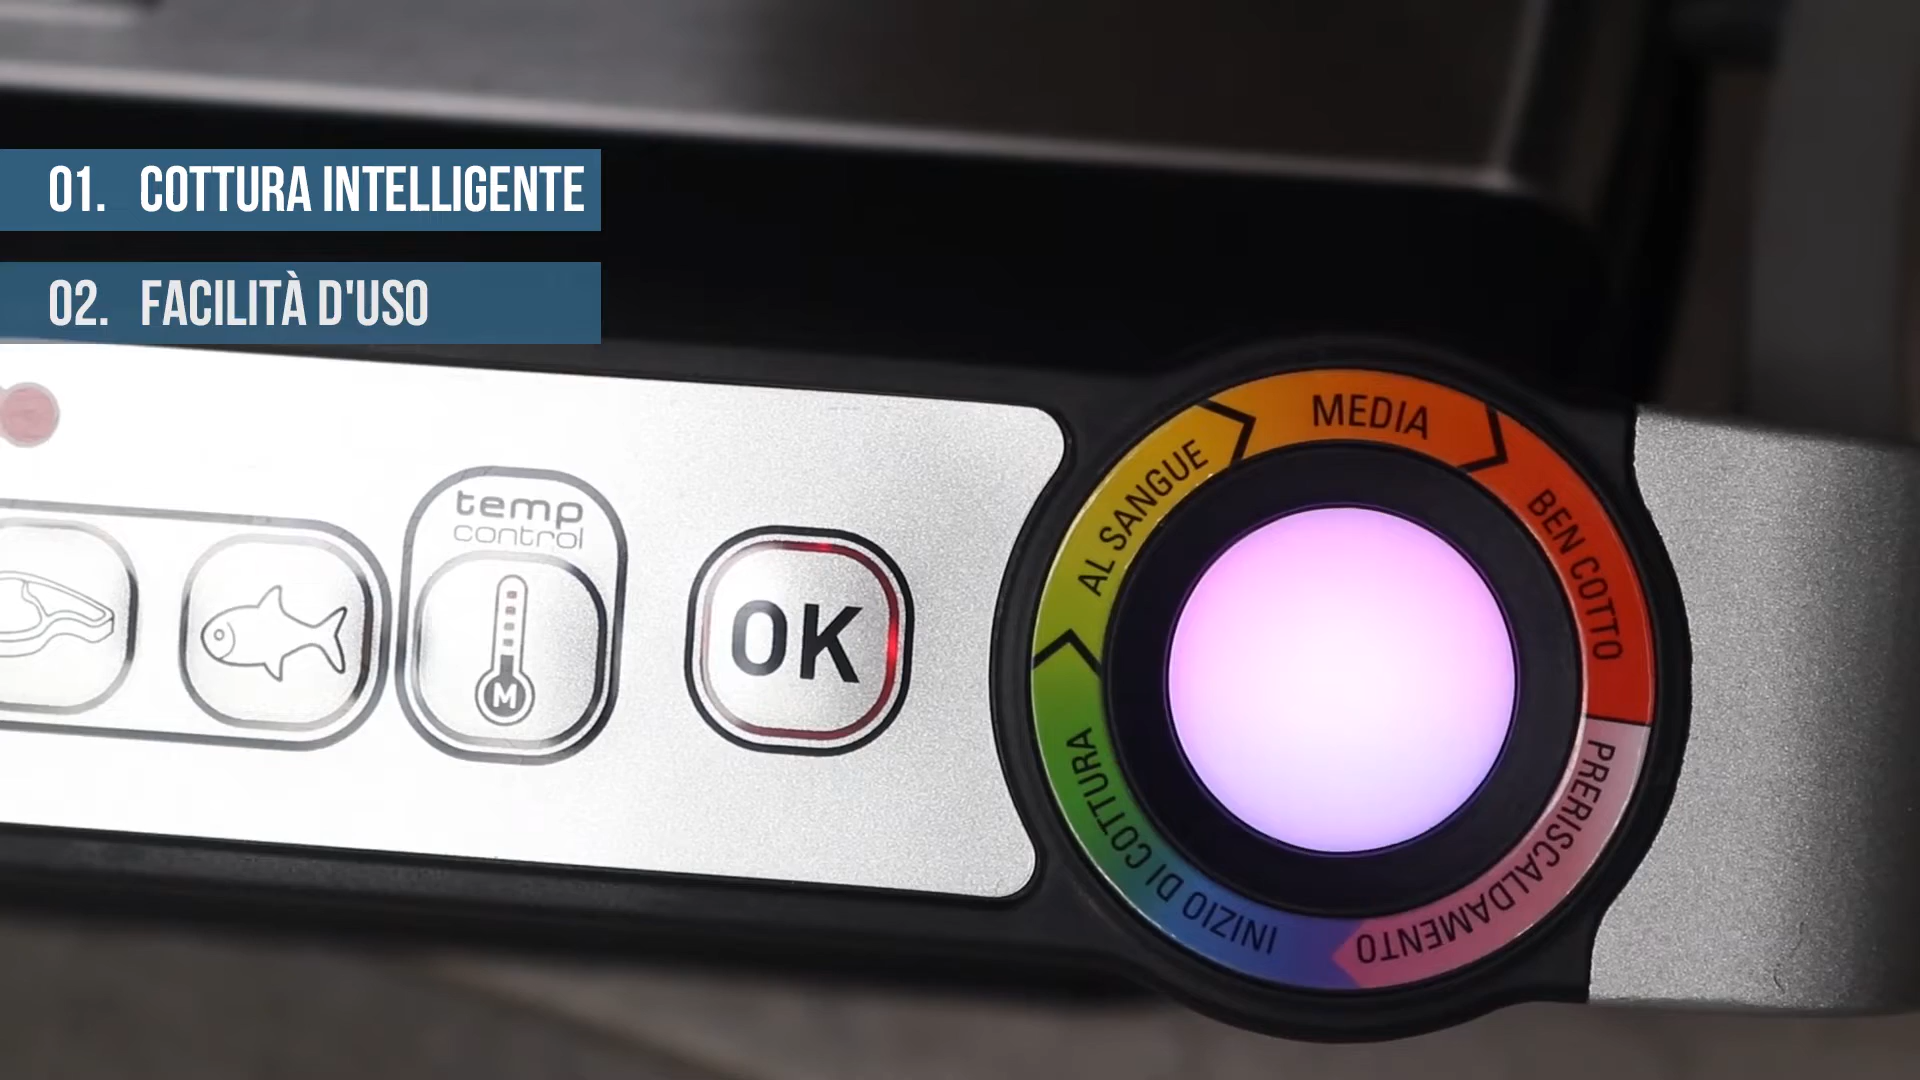 01. COTTURA INTELLIGENTE
02. FACILITÀ D'USO
temp
control
M
OK
PRERISCALDAMENTO
INIZIO DI COTTURA
AL SANGUE
MEDIA
BEN COTTO